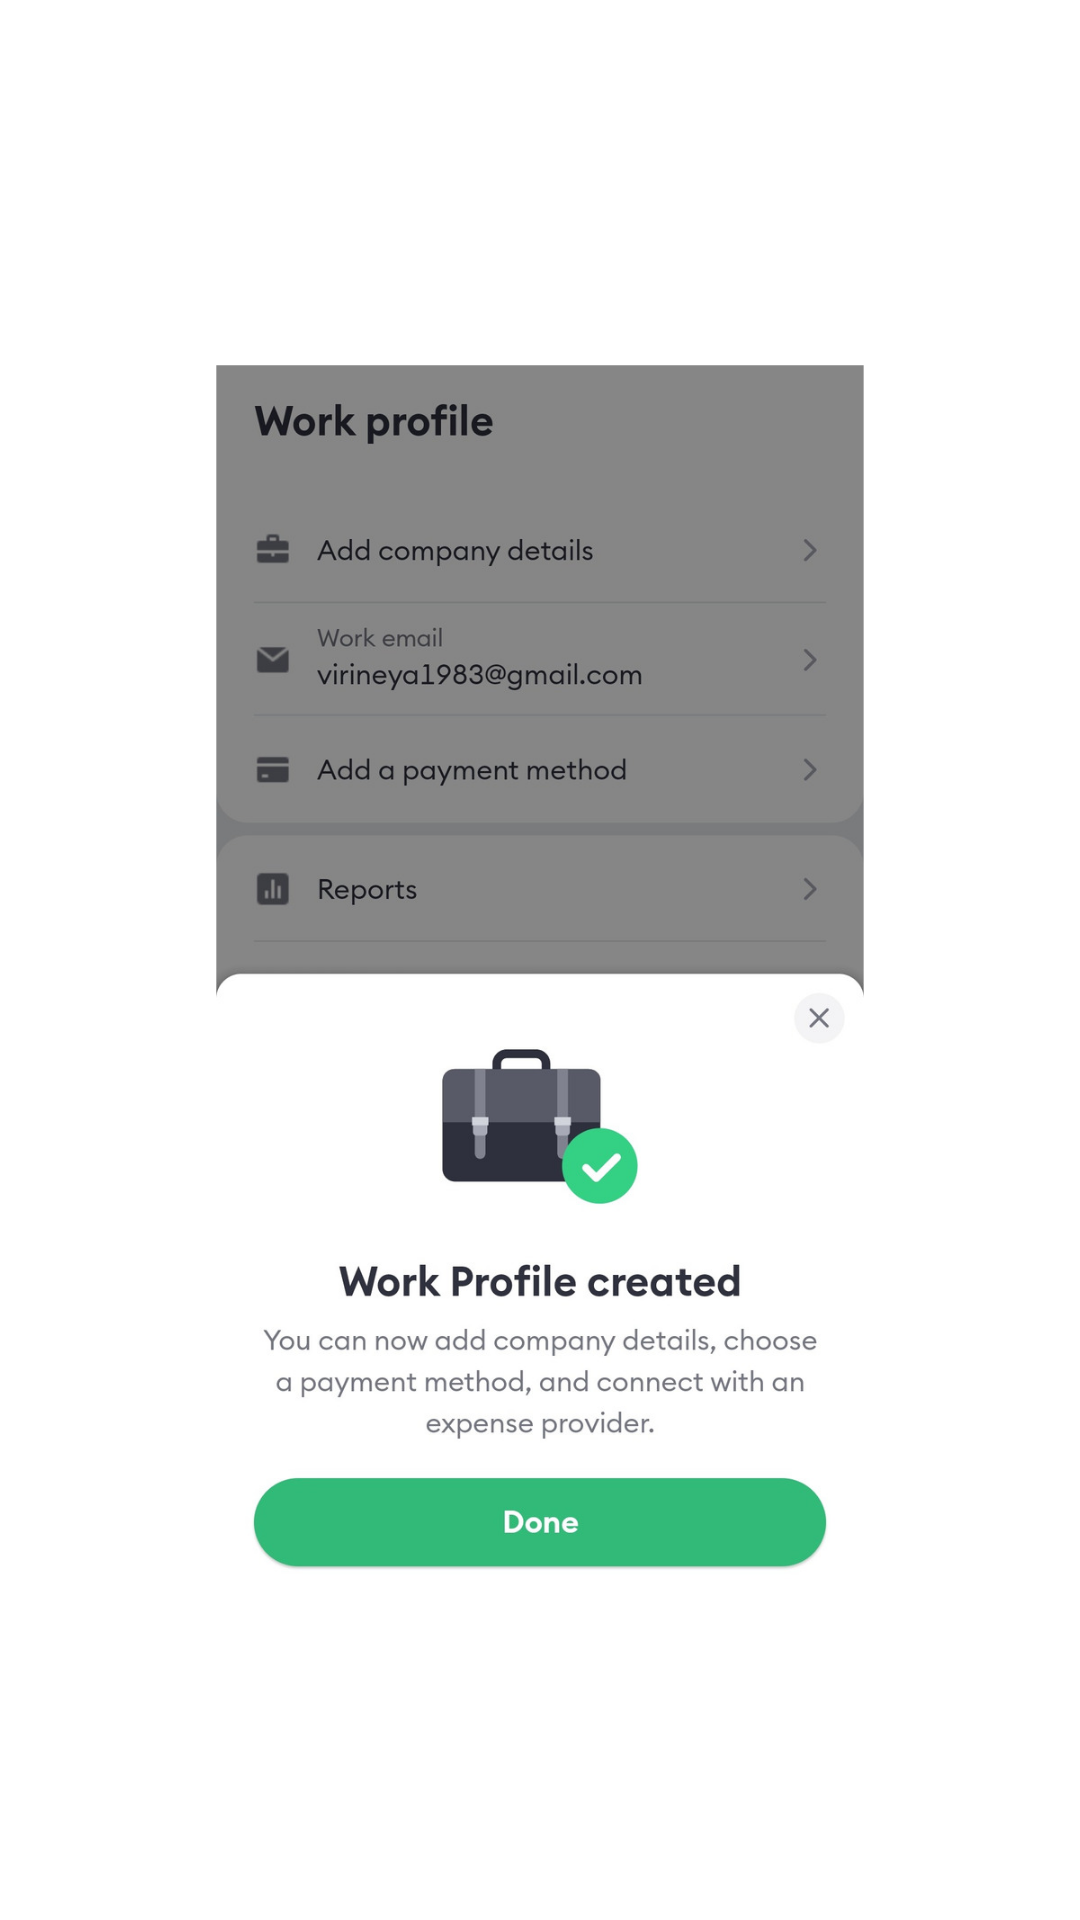 Work profile
Add company details
Work email
virineya1983@gmail.com
Add a payment method
Reports
Work Profile created
You can now add company details, choose
a payment method, and connect with an
expense provider.
Done